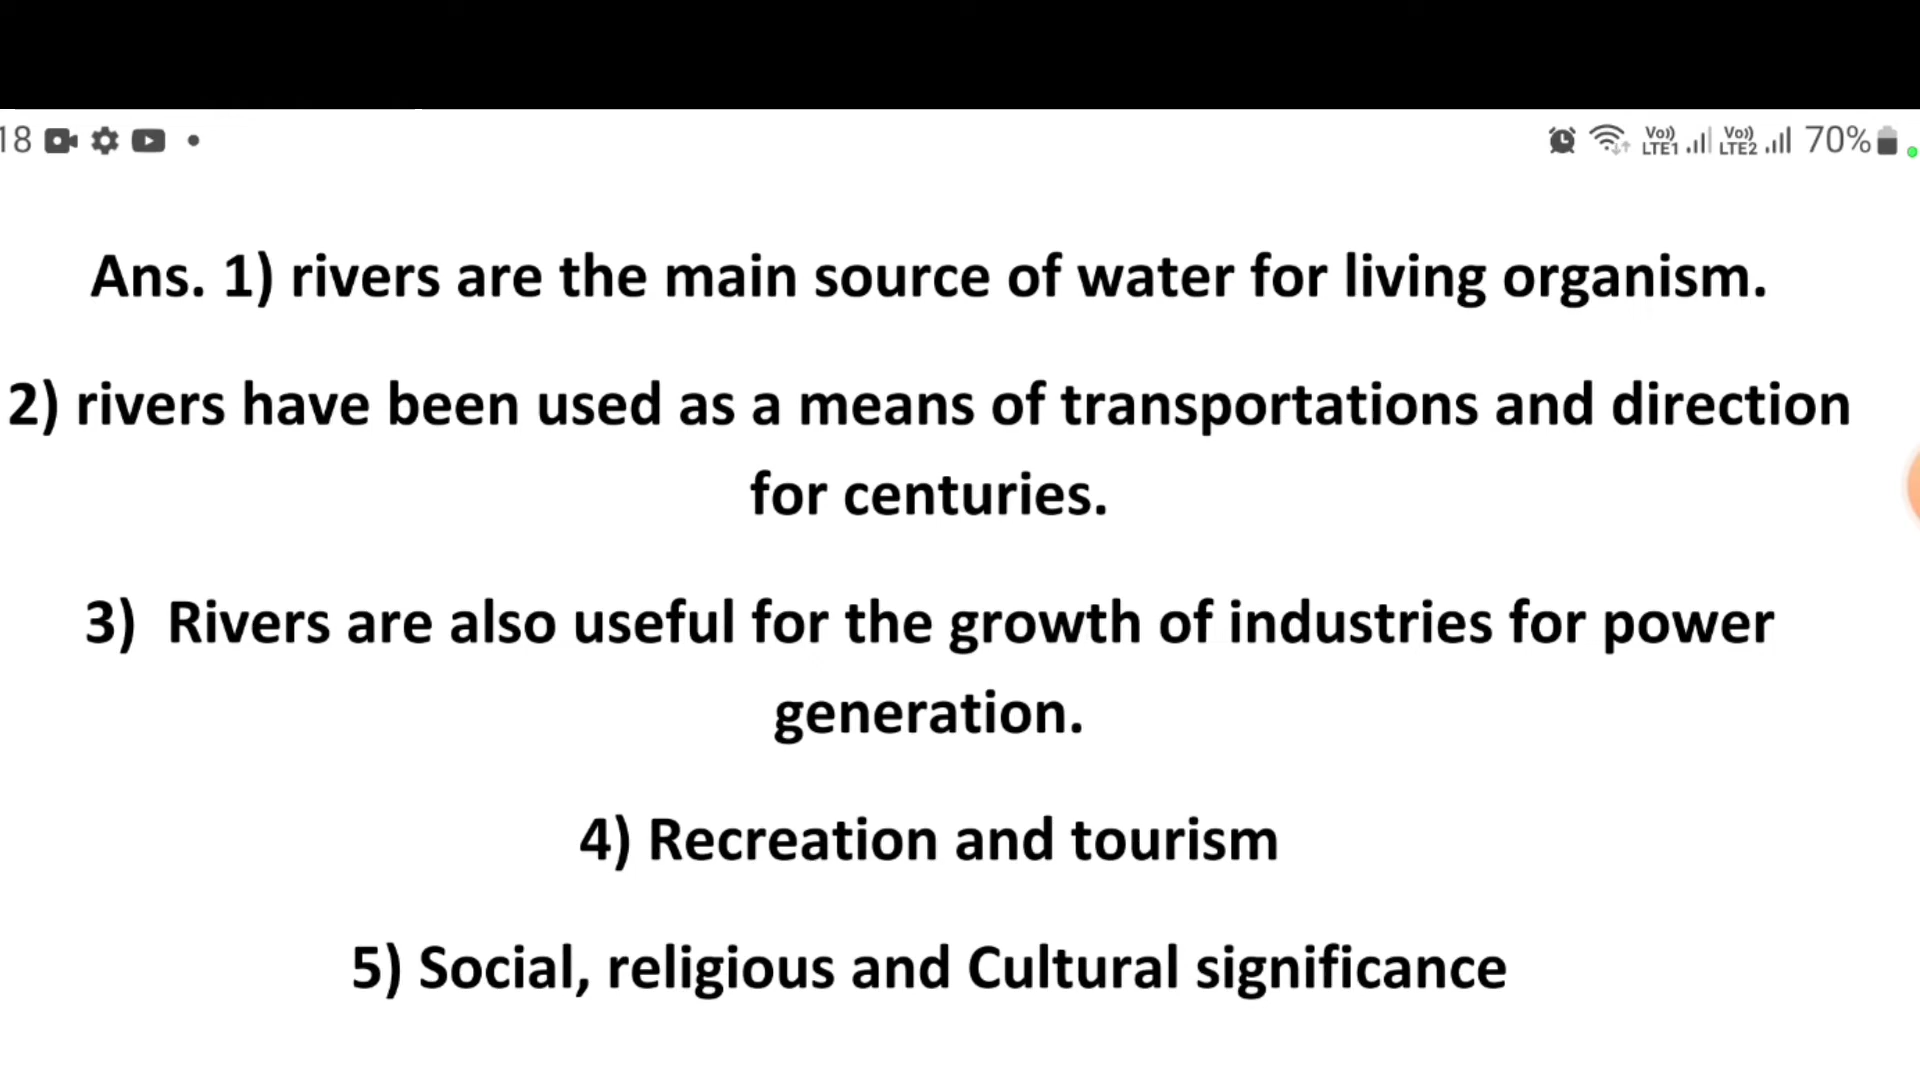 18
Vo)) LTE1 Vo)) LTE2 70%
Ans. 1) rivers are the main source of water for living organism.
2) rivers have been used as a means of transportations and direction
for centuries.
3) Rivers are also useful for the growth of industries for power
generation.
4) Recreation and tourism
5) Social, religious and Cultural significance